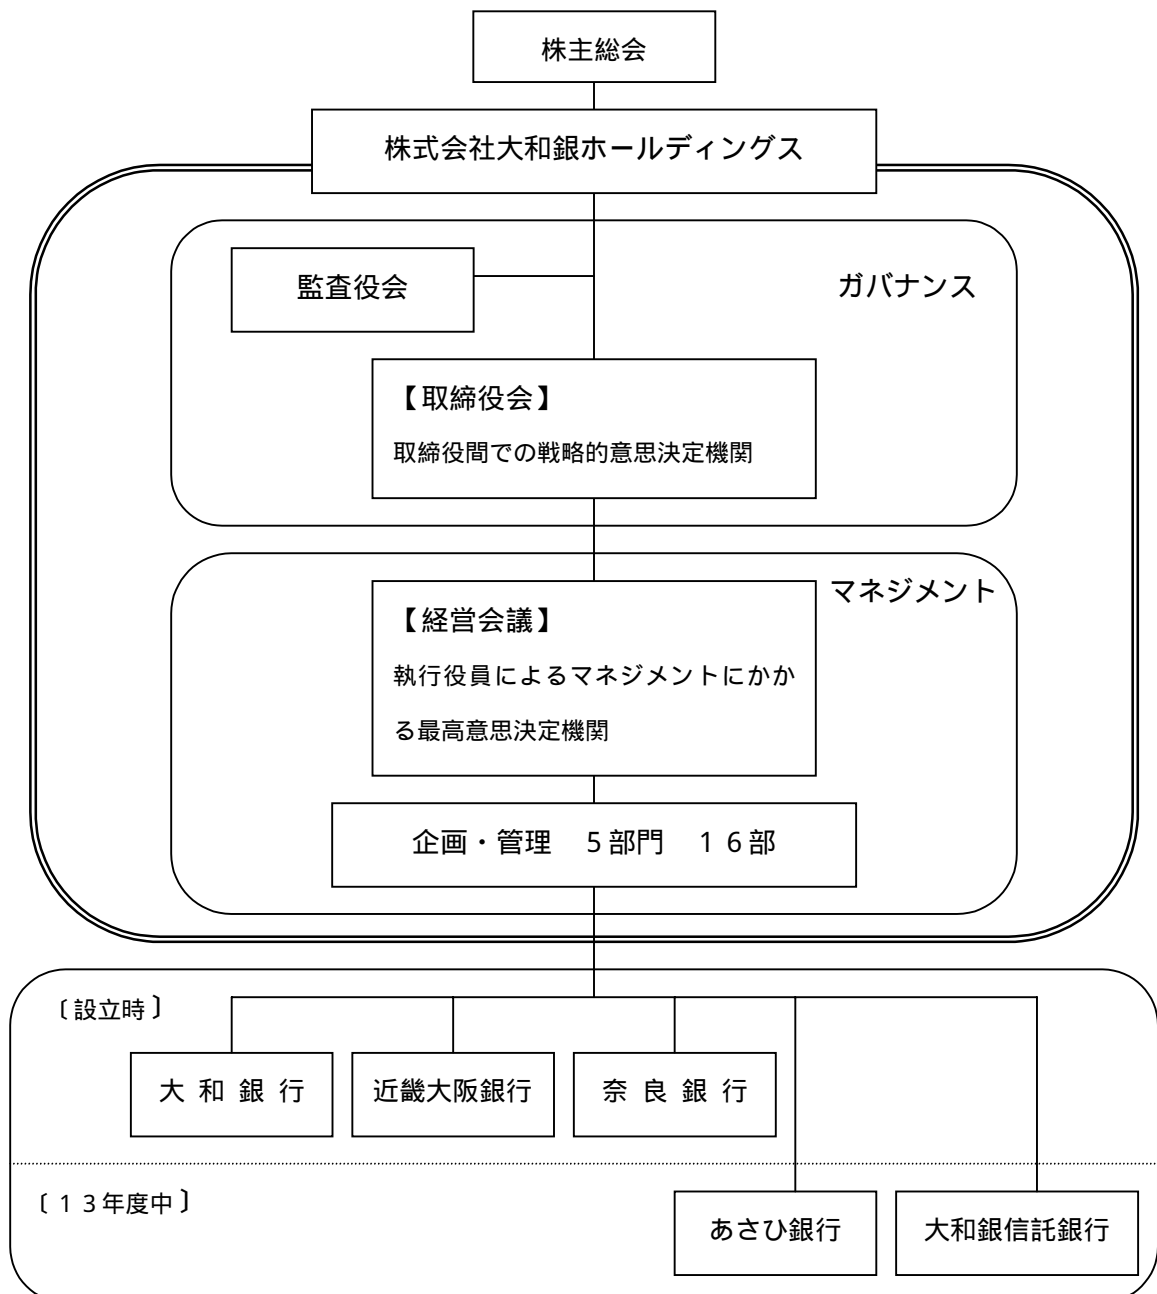 株主総会
株式会社大和銀ホールディングス
監査役会
ガバナンス
【取締役会】
取締役間での戦略的意思決定機関
マネジメント
【経営会議】
執行役員によるマネジメントにかか
る最高意思決定機関
企画・管理　5部門　16部
〔設立時〕
大和銀行
近畿大阪銀行
奈良銀行
〔13年度中〕
あさひ銀行
大和銀信託銀行